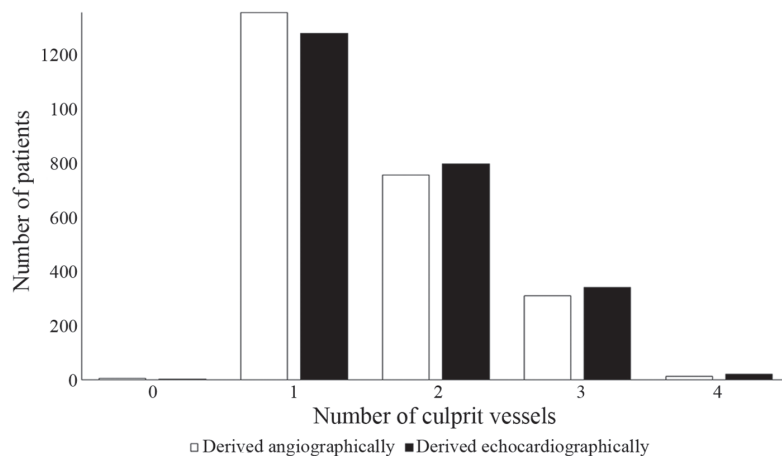 Number of patients
1200
100
800
600
400
200
0
0 1 2 3 4
Number of culprit vessels
Derived angiographically Derived echocardiographically